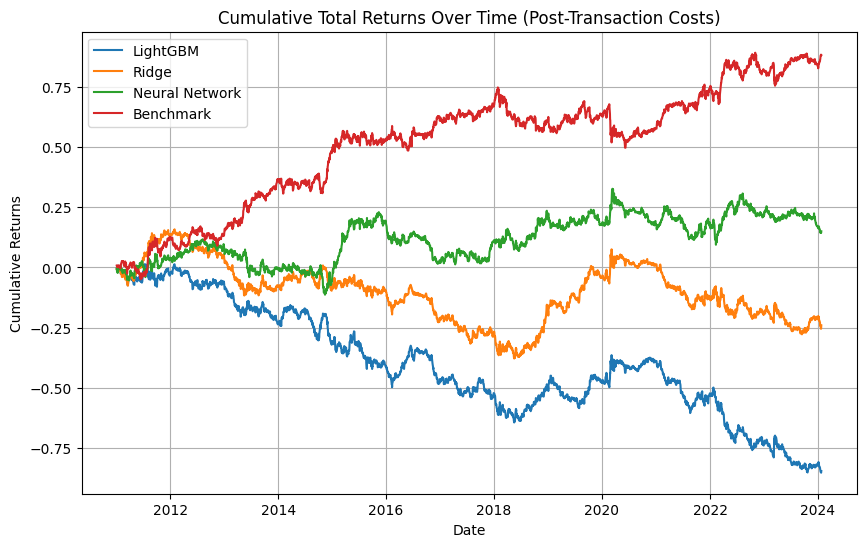 Cumulative Total Returns Over Time (Post-Transaction Costs)
LightGBM
Ridge
Neural Network
Benchmark
Cumulative Returns
0.75
0.50
0.25
0.00
−0.25
−0.50
−0.75
2012 2014 2016 2018 2020 2022 2024
Date